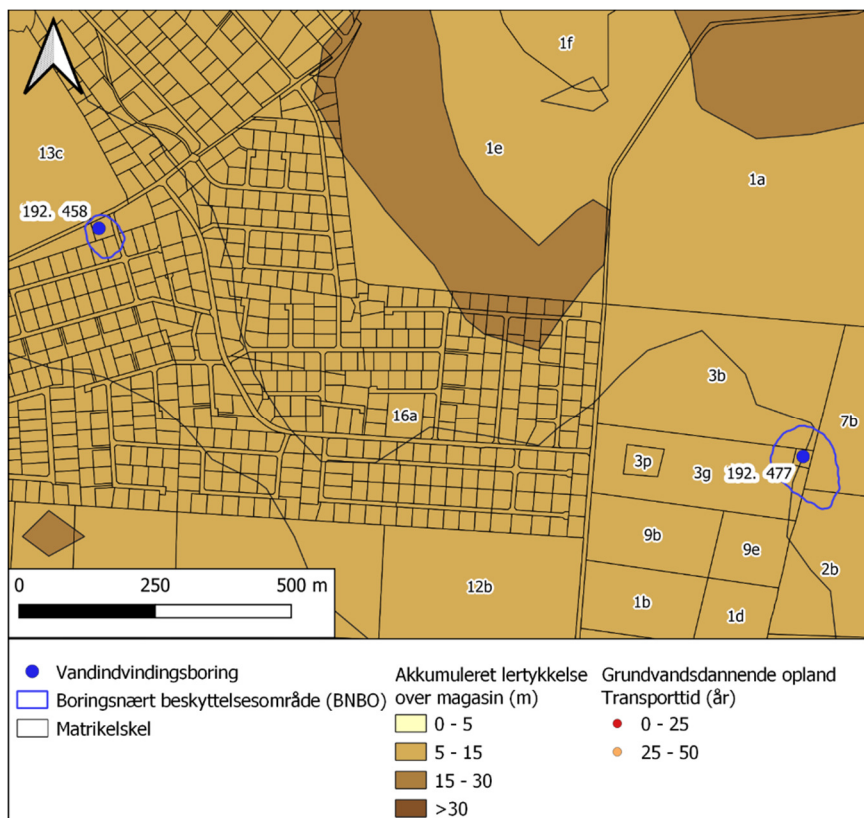 1f
13c
1e
1a
192. 458
3b
16a
7b
3p
3g
192. 477
9b
9e
2b
12b
1b
1d
0 250 500 m
Vandindvindingsboring
Boringsnært beskyttelsesområde (BNBO)
Matrikelskel
Akkumuleret lertykkelse
over magasin (m)
0 - 5
5 - 15
15 - 30
>30
Grundvandsdannende opland
Transporttid (år)
0 - 25
25 - 50